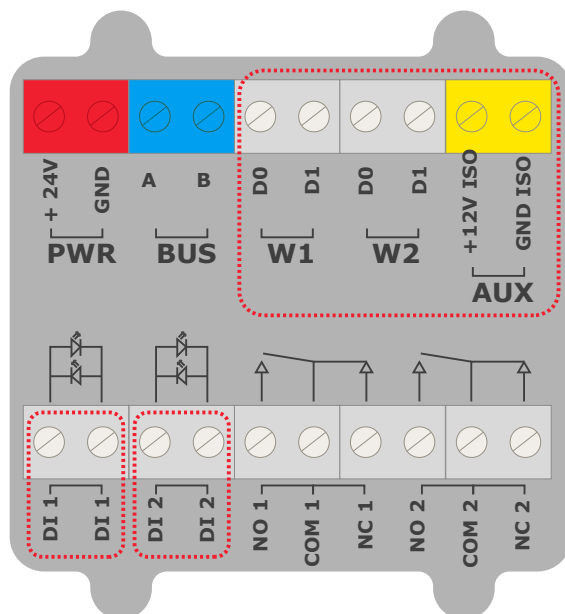 + 24V GND A B D0 D1 D0 D1 +12V ISO GND ISO
PWR BUS W1 W2
AUX
DI 1 DI 1 DI 2 DI 2 NO 1 COM 1 NC 1 NO 2 COM 2 NC 2